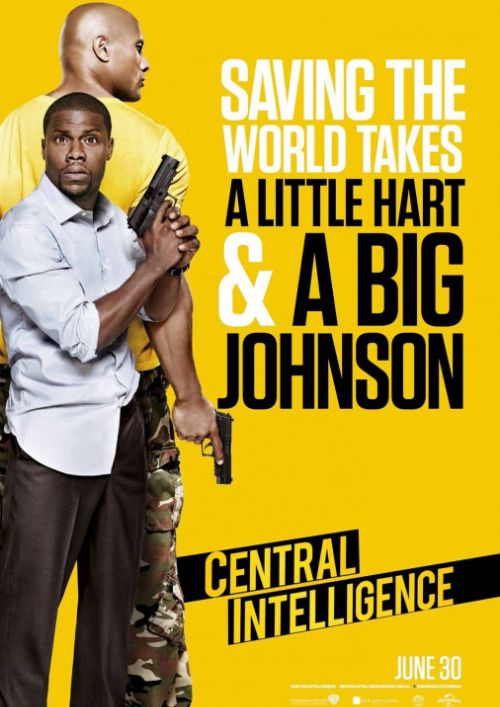 SAVING THE
WORLD TAKES
A LITTLE HART
& A BIG
JOHNSON
CENTRAL
INTELLIGENCE
JUNE 30